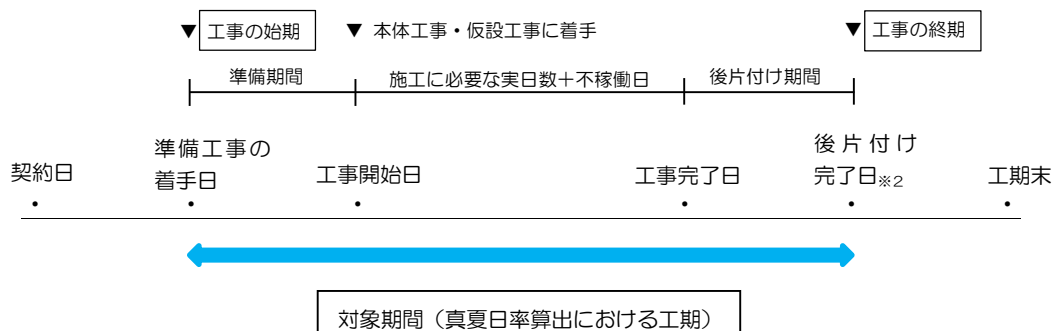 ▼ 工事の始期 ▼ 本体工事・仮設工事に着手 ▼ 工事の終期
準備期間 施工に必要な実日数＋不稼働日 後片付け期間
契約日 準備工事の
着手日 工事開始日 工事完了日 後片付け
完了日※2 工期末
対象期間（真夏日率算出における工期）